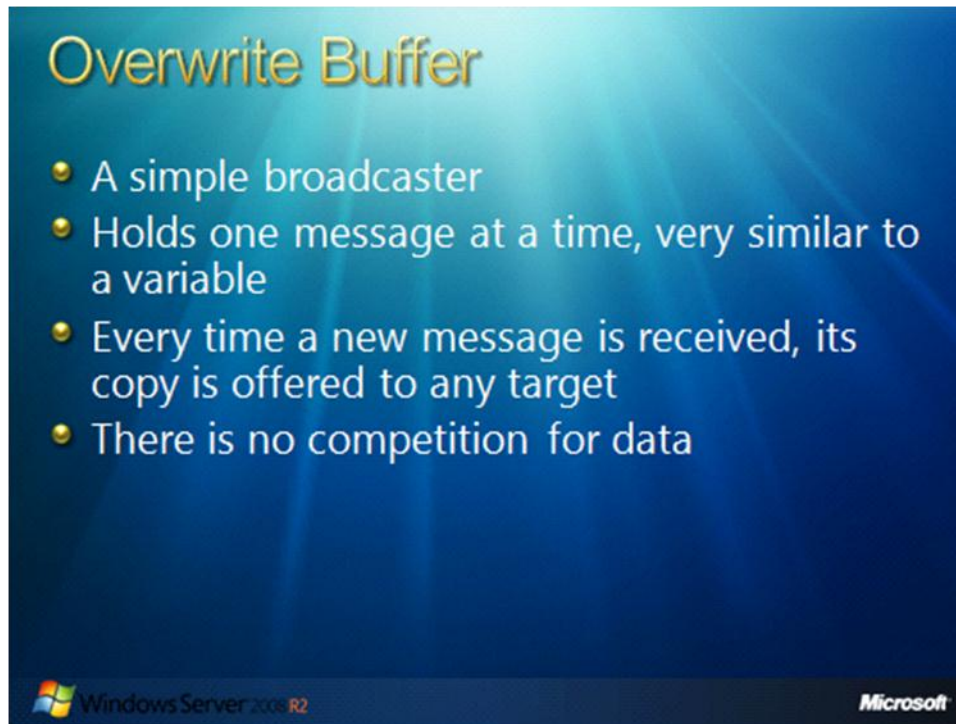 Overwrite Buffer
A simple broadcaster
Holds one message at a time, very similar to
a variable
Every time a new message is received, its
copy is offered to any target
There is no competition for data
Windows Server 2008 R2
Microsoft